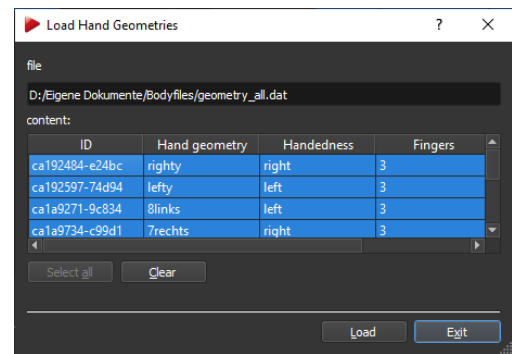 Load Hand Geometries ? ✕
file
D:/Eigene Dokumente/Bodyfiles/geometry_all.dat
content:
ID Hand geometry Handedness Fingers
ca192484-e24bc righty right 3
ca192597-74d94 lefty left 3
ca1a9271-9c834 8links left 3
ca1a9734-c99d1 7rechts right 3
Select all Clear
Load Exit